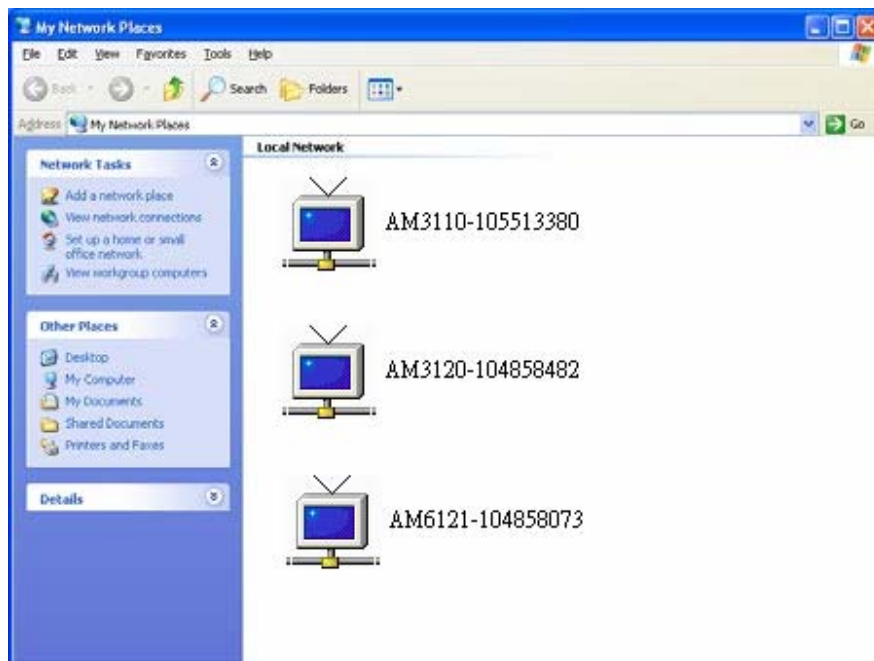 My Network Places
File Edit View Favorites Tools Help
Back Search Folders
Address My Network Places Go
Local Network
Network Tasks
Add a network place
View network connections
Set up a home or small
office network
View workgroup computers
Other Places
Desktop
My Computer
My Documents
Shared Documents
Printers and Faxes
Details
AM3110-105513380
AM3120-104858482
AM6121-104858073